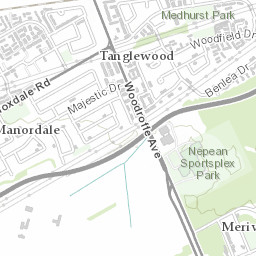 Medhurst Park
Woodfield Dr
Tanglewood
Benlea Dr
Majestic Dr
Woodroffe Ave
oxdale Rd
Manordale
Nepean
Sportsplex
Park
Meriv